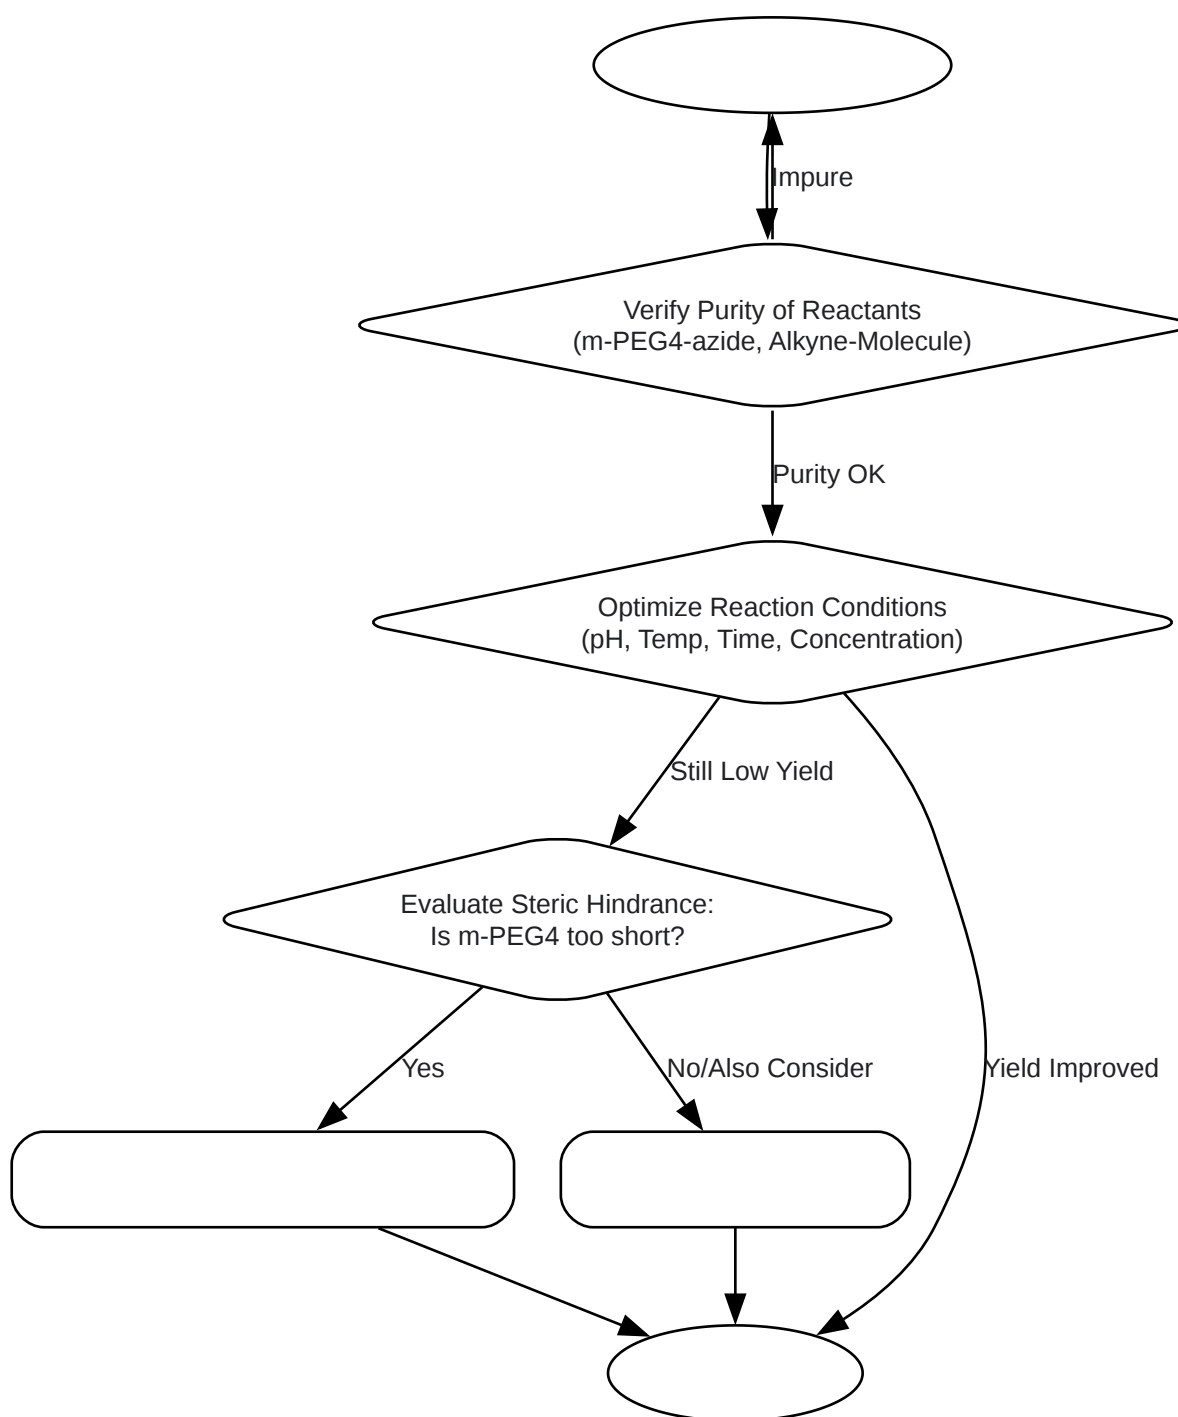 Impure
Verify Purity of Reactants
(m-PEG4-azide, Alkyne-Molecule)
Purity OK
Optimize Reaction Conditions
(pH, Temp, Time, Concentration)
Still Low Yield
Evaluate Steric Hindrance:
Is m-PEG4 too short?
Yes
No/Also Consider
Yield Improved